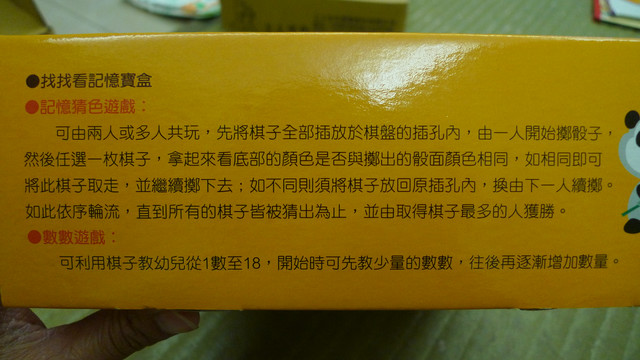 ●找找看記憶寶盒
●記憶猜色遊戲：
可由兩人或多人共玩，先將棋子全部插放於棋盤的插孔內，由一人開始擲骰子，
然後任選一枚棋子，拿起來看底部的顏色是否與擲出的骰面顏色相同，如相同即可
將此棋子取走，並繼續擲下去；如不同則須將棋子放回原插孔內，換由下一人續擲。
如此依序輪流，直到所有的棋子皆被猜出為止，並由取得棋子最多的人獲勝。
●數數遊戲：
可利用棋子教幼兒從1數至18，開始時可先教少量的數數，往後再逐漸增加數量。